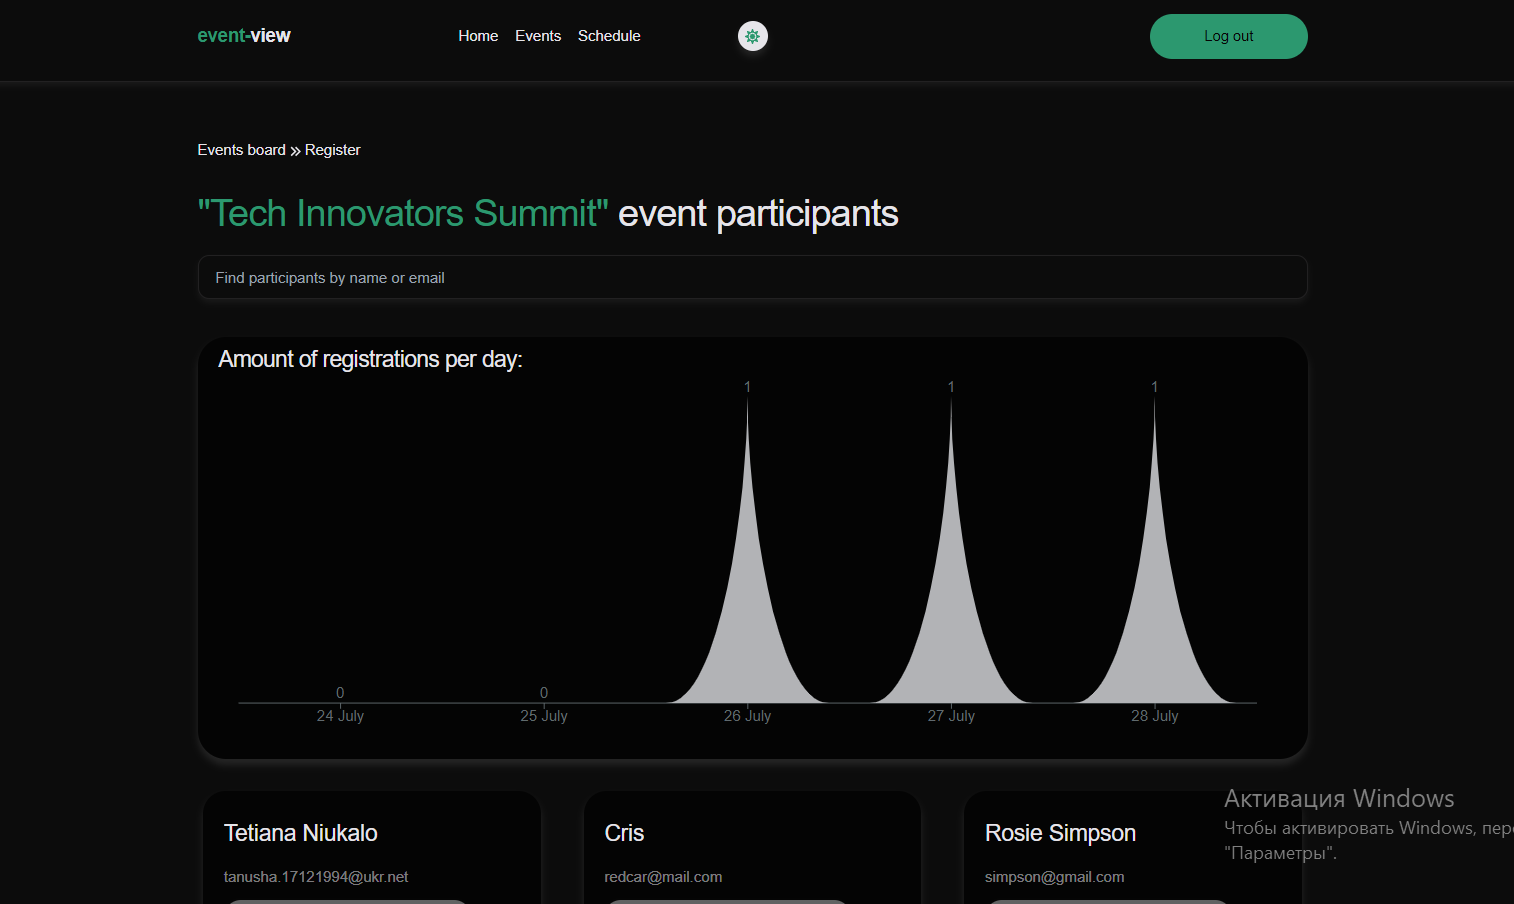 event-view
Home Events Schedule
Log out
Events board » Register
"Tech Innovators Summit" event participants
Find participants by name or email
Amount of registrations per day:
1 1 1
0 0
24 July 25 July 26 July 27 July 28 July
Tetiana Niukalo Cris Rosie Simpson
tanusha.17121994@ukr.net redcar@mail.com simpson@gmail.com
Активация Windows
Чтобы активировать Windows, пер
"Параметры".